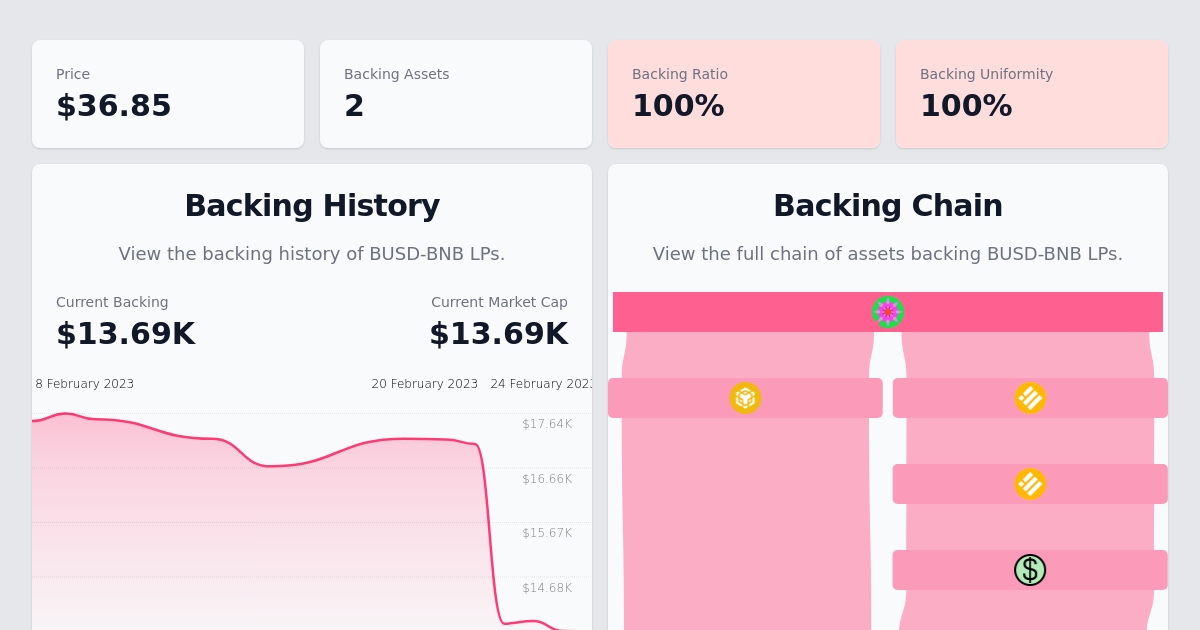 Price
$36.85
Backing Assets
2
Backing Ratio
100%
Backing Uniformity
100%
Backing History
View the backing history of BUSD-BNB LPs.
Current Backing
$13.69K
Current Market Cap
$13.69K
8 February 2023
20 February 2023
24 February 2023
$17.64K
$16.66K
$15.67K
$14.68K
Backing Chain
View the full chain of assets backing BUSD-BNB LPs.
$